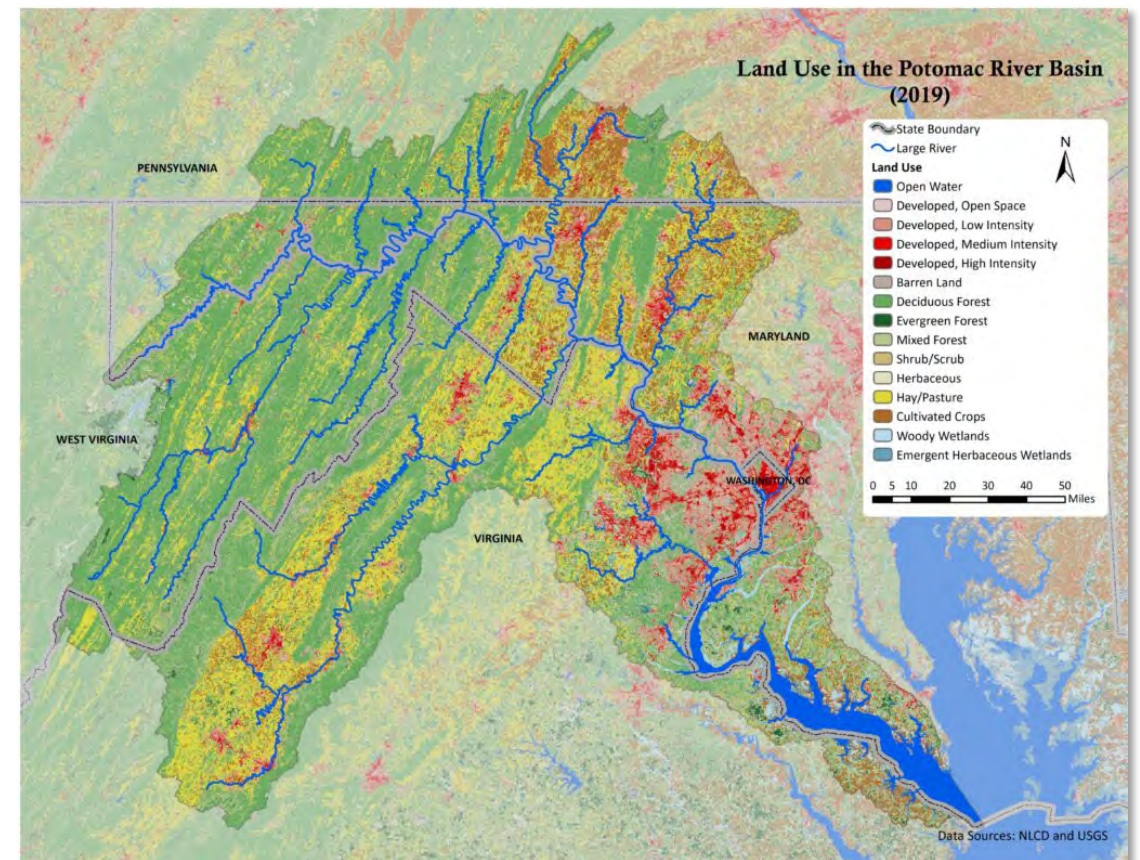 Land Use in the Potomac River Basin
(2019)
State Boundary
Large River
Land Use
Open Water
Developed, Open Space
Developed, Low Intensity
Developed, Medium Intensity
Developed, High Intensity
Barren Land
Deciduous Forest
Evergreen Forest
Mixed Forest
Shrub/Scrub
Herbaceous
Hay/Pasture
Cultivated Crops
Woody Wetlands
Emergent Herbaceous Wetlands
N
0 5 10 20 30 40 50
Miles
PENNSYLVANIA
MARYLAND
WEST VIRGINIA
WASHINGTON, DC
VIRGINIA
Data Sources: NLCD and USGS